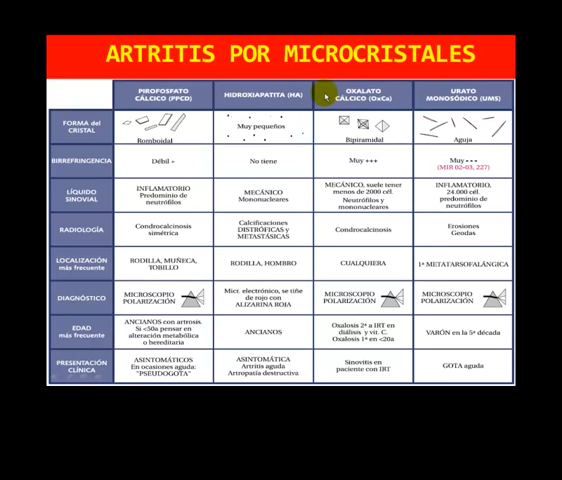 ARTRITIS POR MICROCRISTALES
PIROFOSFATO
CÁLCICO (PPCD)
HIDROXIAPATITA (HA)
OXALATO
CÁLCICO (OxCa)
URATO
MONOSÓDICO (UMS)
FORMA del
CRISTAL
Romboidal
Muy pequeños
Bipiramidal
Aguja
BIRREFRINGENCIA
Débil +
No tiene
Muy +++
Muy ---
(MIR 02-03, 227)
LÍQUIDO
SINOVIAL
INFLAMATORIO
Predominio de
neutrófilos
MECÁNICO
Mononucleares
MECÁNICO, suele tener
menos de 2000 cél.
Neutrófilos y
mononucleares
INFLAMATORIO,
24.000 cél.
predominio de
neutrófilos
RADIOLOGÍA
Condrocalcinosis
simétrica
Calcificaciones
DISTRÓFICAS y
METASTÁSICAS
Condrocalcinosis
Erosiones
Geodas
LOCALIZACIÓN
más frecuente
RODILLA, MUÑECA,
TOBILLO
RODILLA, HOMBRO
CUALQUIERA
1ª METATARSOFALÁNGICA
DIAGNÓSTICO
MICROSCOPIO
POLARIZACIÓN
Micr. electrónico, se tiñe
de rojo con
ALIZARINA ROJA
MICROSCOPIO
POLARIZACIÓN
MICROSCOPIO
POLARIZACIÓN
EDAD
más frecuente
ANCIANOS con artrosis.
Si <50a pensar en
alteración metabólica
o hereditaria
ANCIANOS
Oxalosis 2ª a IRT en
diálisis y vit. C.
Oxalosis 1ª en <20a
VARÓN en la 5ª década
PRESENTACIÓN
CLÍNICA
ASINTOMÁTICOS
En ocasiones aguda:
"PSEUDOGOTA"
ASINTOMÁTICA
Artritis aguda
Artropatía destructiva
Sinovitis en
paciente con IRT
GOTA aguda